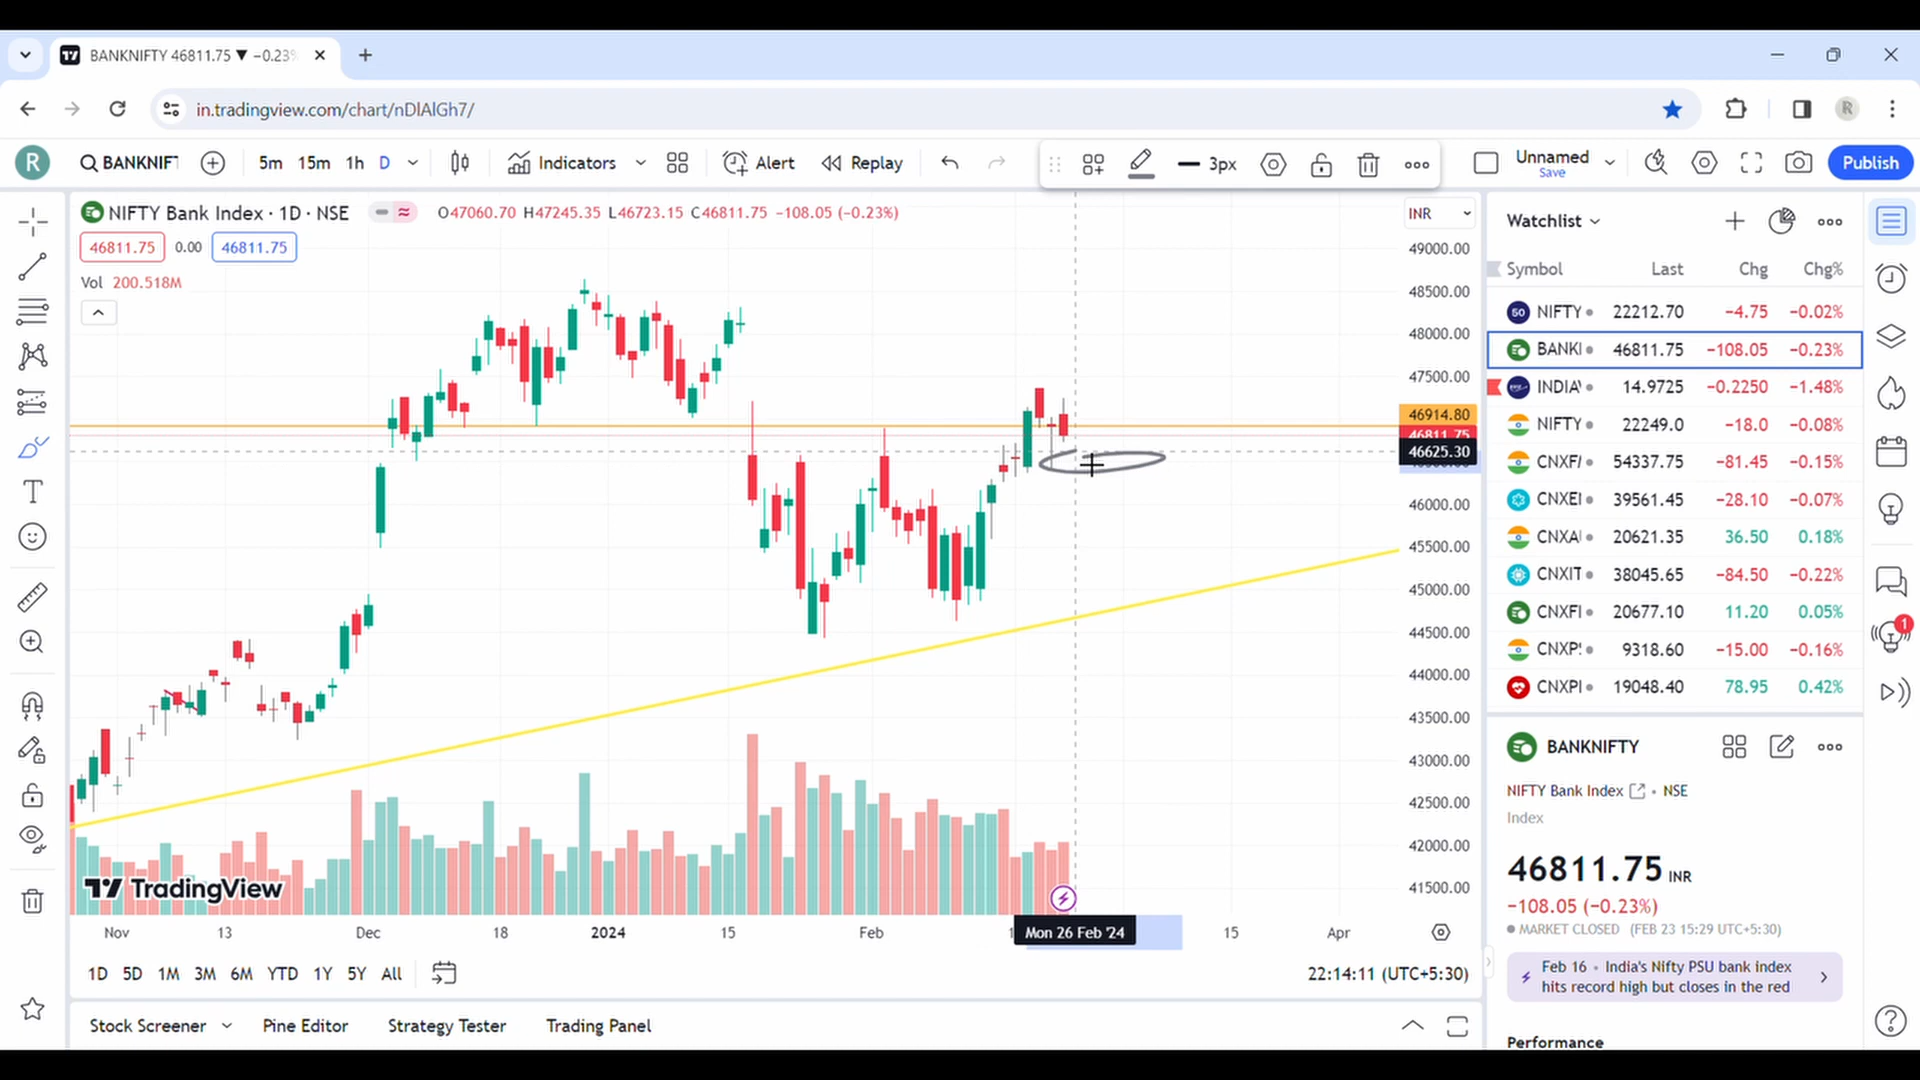 BANKNIFTY 46811.75 ▼ −0.23%
in.tradingview.com/chart/nDlAlGh7/
R
R BANKNIFT 5m 15m 1h D Indicators Alert Replay 3px Unnamed Save Publish
NIFTY Bank Index · 1D · NSE O47060.70 H47245.35 L46723.15 C46811.75 −108.05 (−0.23%)
46811.75 0.00 46811.75
Vol 200.518M
INR
49000.00
48500.00
48000.00
47500.00
46914.80
46811.75
46625.30
46000.00
45500.00
45000.00
44500.00
44000.00
43500.00
43000.00
42500.00
42000.00
41500.00
TradingView
Nov 13 Dec 18 2024 15 Feb Mon 26 Feb '24 15 Apr
1D 5D 1M 3M 6M YTD 1Y 5Y All
22:14:11 (UTC+5:30)
Stock Screener Pine Editor Strategy Tester Trading Panel
Watchlist
Symbol Last Chg Chg%
50 NIFTY 22212.70 −4.75 −0.02%
BANKI 46811.75 −108.05 −0.23%
INDIAV 14.9725 −0.2250 −1.48%
NIFTY 22249.0 −18.0 −0.08%
CNXFI 54337.75 −81.45 −0.15%
CNXEI 39561.45 −28.10 −0.07%
CNXAI 20621.35 36.50 0.18%
CNXIT 38045.65 −84.50 −0.22%
CNXFI 20677.10 11.20 0.05%
CNXPS 9318.60 −15.00 −0.16%
CNXPI 19048.40 78.95 0.42%
1
BANKNIFTY
NIFTY Bank Index • NSE
Index
46811.75 INR
−108.05 (−0.23%)
MARKET CLOSED (FEB 23 15:29 UTC+5:30)
Feb 16 • India's Nifty PSU bank index
hits record high but closes in the red
Performance